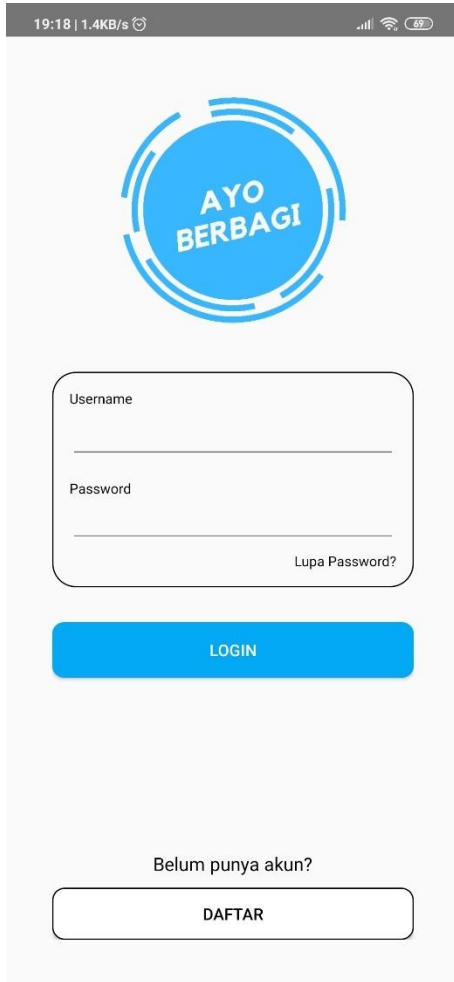 19:18 | 1.4KB/s
69
AYO
BERBAGI
Username
Password
Lupa Password?
LOGIN
Belum punya akun?
DAFTAR